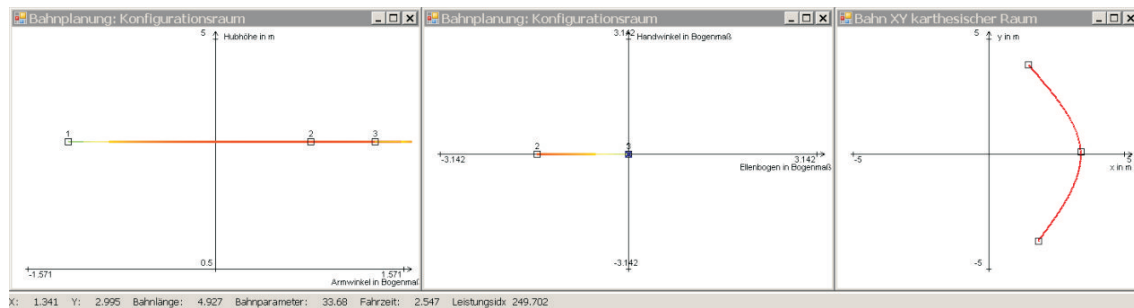 Bahnplanung: Konfigurationsraum
5
Hubhöhe in m
1
2
3
-1.571
0.5
1.571
Armwinkel in Bogenmaß
Bahnplanung: Konfigurationsraum
3.142
Handwinkel in Bogenmaß
2
3
-3.142
3.142
Ellenbogen in Bogenmaß
-3.142
Bahn XY karthesischer Raum
5
y in m
-5
5
x in m
-5
X: 1.341 Y: 2.995 Bahnlänge: 4.927 Bahnparameter: 33.68 Fahrzeit: 2.547 Leistungsidx 249.702